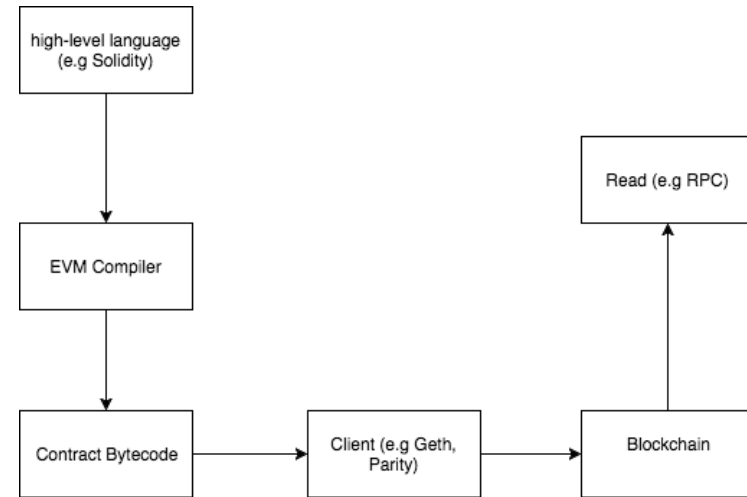 high-level language
(e.g Solidity)
EVM Compiler
Contract Bytecode
Client (e.g Geth,
Parity)
Blockchain
Read (e.g RPC)